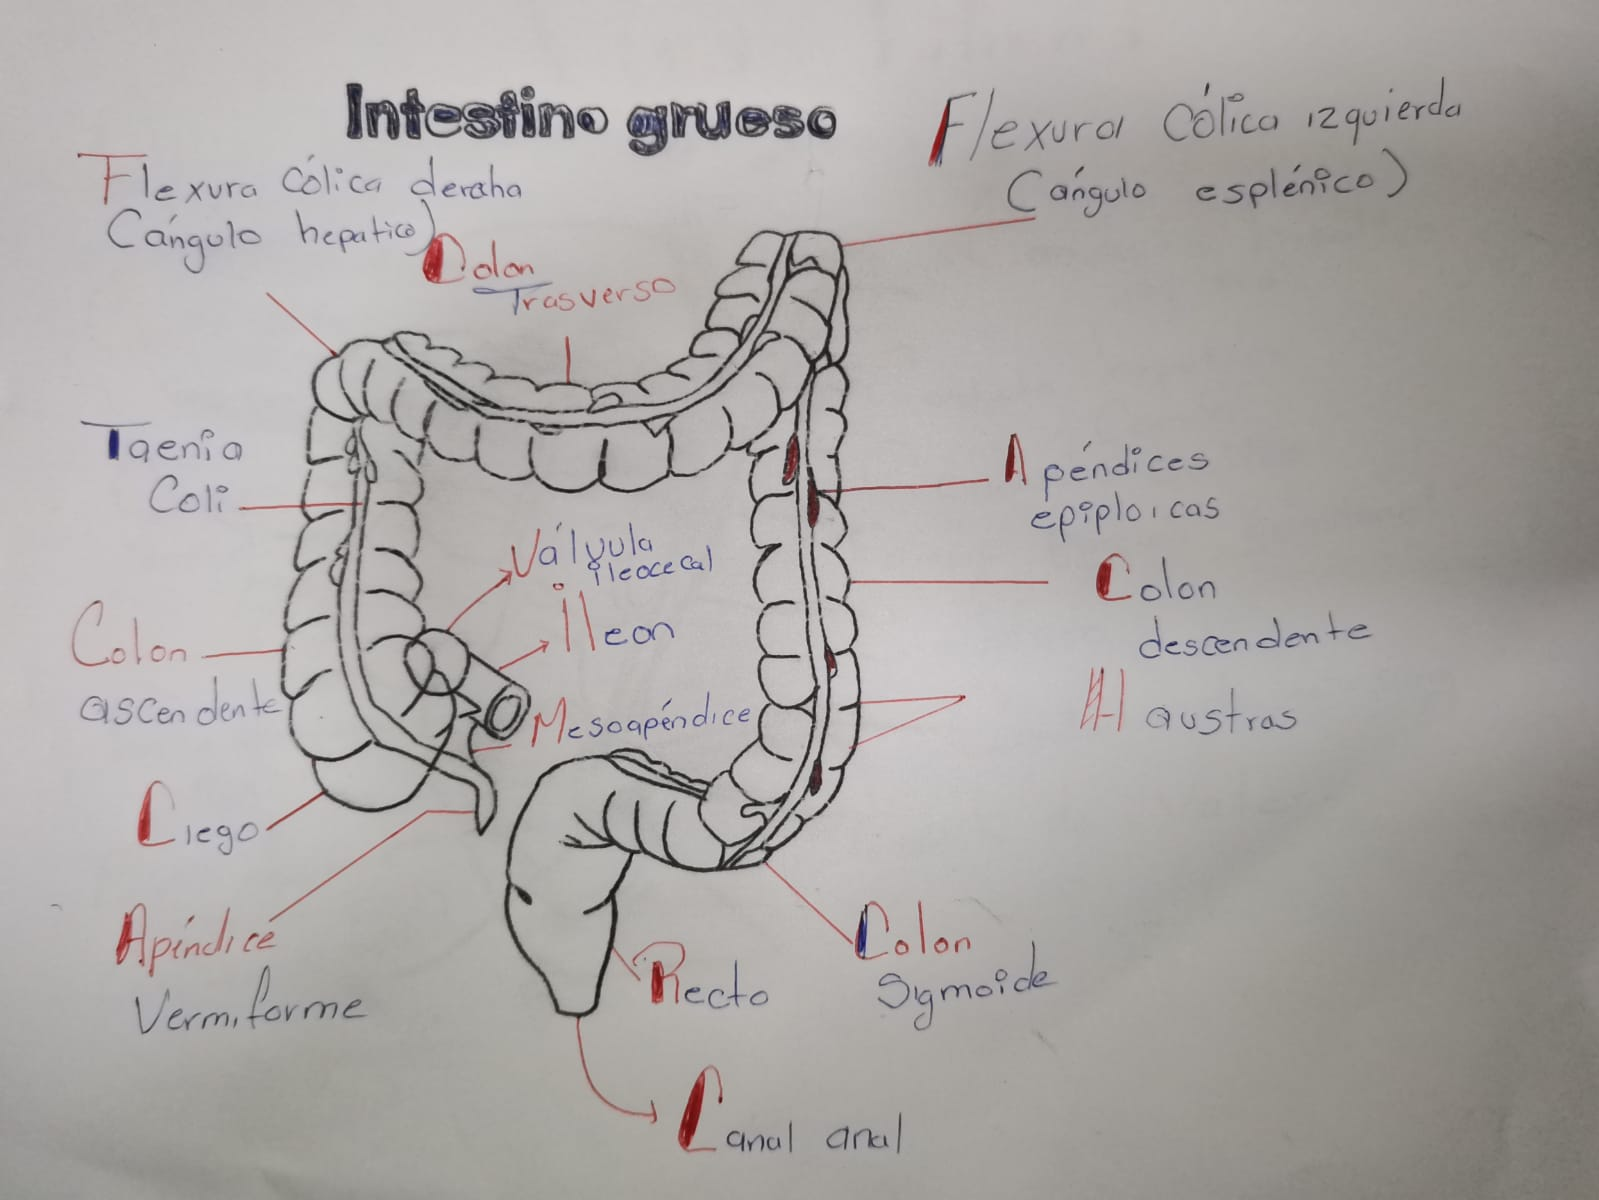 Intestino grueso
Flexura Cólica izquierda
(ángulo esplénico)
Flexura Cólica deraha
(ángulo hepatico)
Colon
Trasverso
Taenia
Coli
Apéndices
epiploicas
Válvula
ileocecal
íleon
Colon
descendente
Colon
ascendente
Mesoapéndice
Haustras
Ciego
Apéndice
Vermiforme
Colon
Sigmoide
Recto
Canal anal